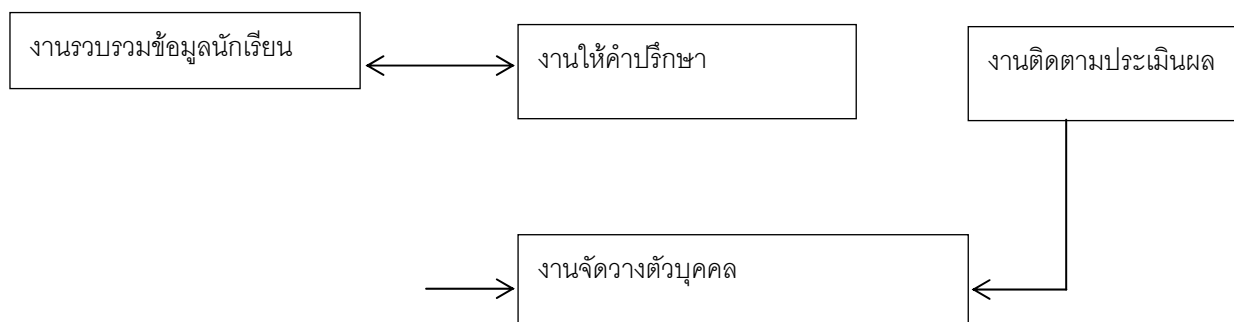 งานรวบรวมข้อมูลนักเรียน
งานให้คำปรึกษา
งานติดตามประเมินผล
งานจัดวางตัวบุคคล